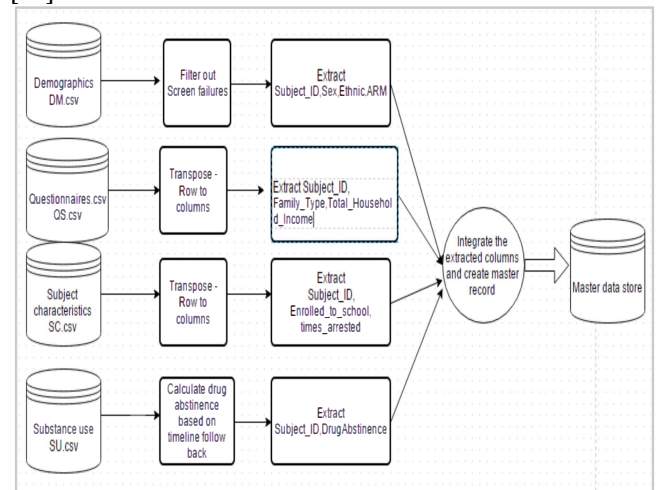 Demographics
DM.csv
Filter out
Screen failures
Extract
Subject_ID,Sex,Ethnic,ARM
Questionnaires.csv
QS.csv
Transpose -
Row to
columns
Extract Subject_ID,
Family_Type,Total_Househol
d_Income
Subject
characteristics
SC.csv
Transpose -
Row to
columns
Extract
Subject_ID,
Enrolled_to_school,
times_arrested
Substance use
SU.csv
Calculate drug
abstinence
based on
timeline follow
back
Extract
Subject_ID,DrugAbstinence
Integrate the
extracted columns
and create master
record
Master data store